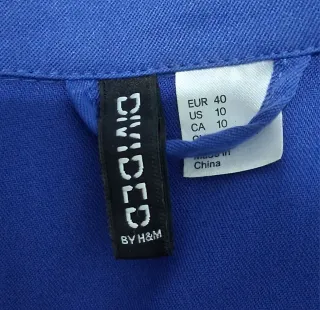 DIVIDED
BY H&M
EUR 40
US 10
CA 10
Made in
China